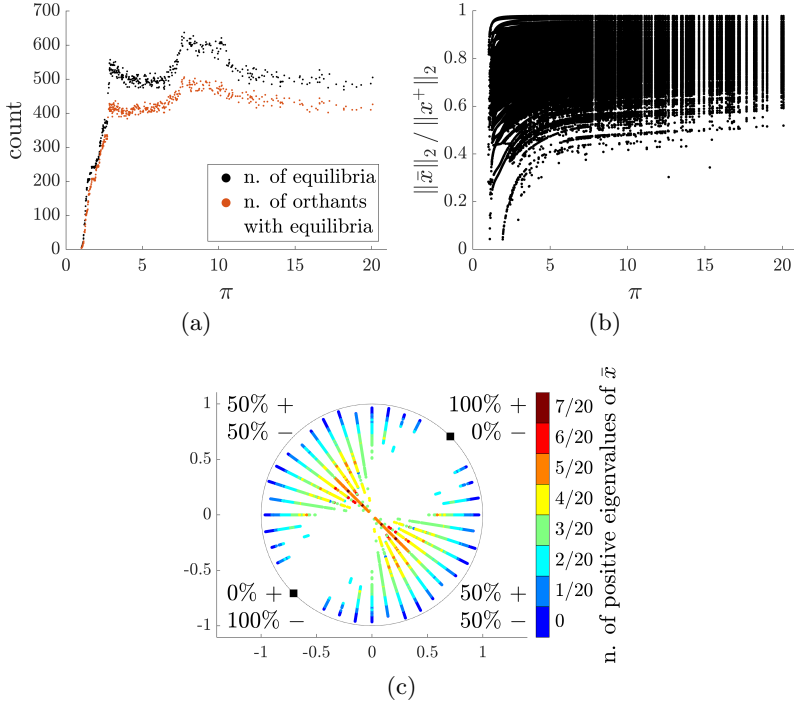 700
600
500
400
300
200
100
0
count
0 5 10 15 20
π
n. of equilibria
n. of orthants
with equilibria
(a)
1
0.8
0.6
0.4
0.2
0
||x̄||₂ / ||x⁺||₂
0 5 10 15 20
π
(b)
1
0.5
0
-0.5
-1
-1 -0.5 0 0.5 1
50% +
50% −
100% +
0% −
0% +
100% −
50% +
50% −
7/20
6/20
5/20
4/20
3/20
2/20
1/20
0
n. of positive eigenvalues of x̄
(c)